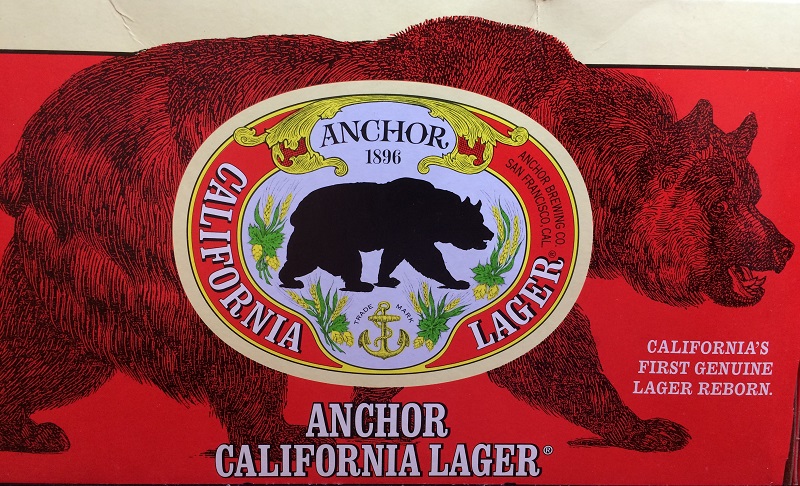 ANCHOR
1896
CALIFORNIA
LAGER®
ANCHOR BREWING CO.
SAN FRANCISCO, CAL.
TRADE MARK
CALIFORNIA'S
FIRST GENUINE
LAGER REBORN.
ANCHOR
CALIFORNIA LAGER®